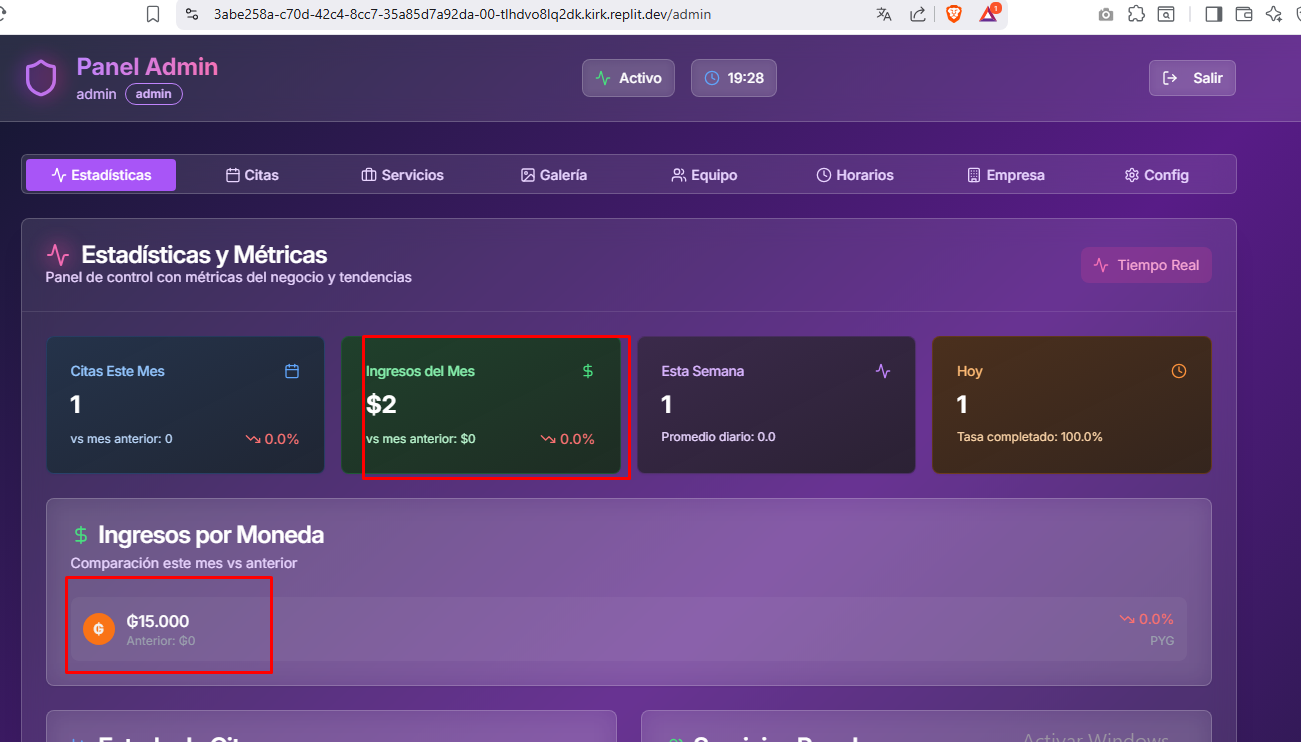 3abe258a-c70d-42c4-8cc7-35a85d7a92da-00-tlhdvo8lq2dk.kirk.replit.dev/admin
1
Panel Admin
admin admin
Activo
19:28
Salir
Estadísticas
Citas
Servicios
Galería
Equipo
Horarios
Empresa
Config
Estadísticas y Métricas
Panel de control con métricas del negocio y tendencias
Tiempo Real
Citas Este Mes
1
vs mes anterior: 0
0.0%
Ingresos del Mes
$
$2
vs mes anterior: $0
0.0%
Esta Semana
1
Promedio diario: 0.0
Hoy
1
Tasa completado: 100.0%
$ Ingresos por Moneda
Comparación este mes vs anterior
₲
₲15.000
Anterior: ₲0
0.0%
PYG
Activar Windows